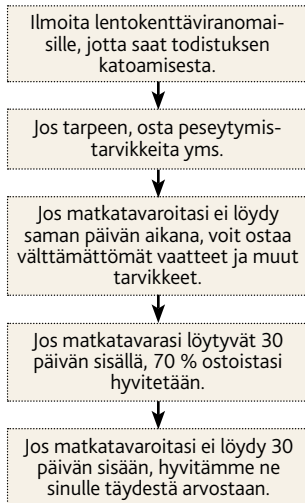 Ilmoita lentokenttäviranomai-
sille, jotta saat todistuksen
katoamisesta.
Jos tarpeen, osta peseytymis-
tarvikkeita yms.
Jos matkatavaroitasi ei löydy
saman päivän aikana, voit ostaa
välttämättömät vaatteet ja muut
tarvikkeet.
Jos matkatavarasi löytyvät 30
päivän sisällä, 70 % ostoistasi
hyvitetään.
Jos matkatavaroitasi ei löydy 30
päivän sisään, hyvitämme ne
sinulle täydestä arvostaan.